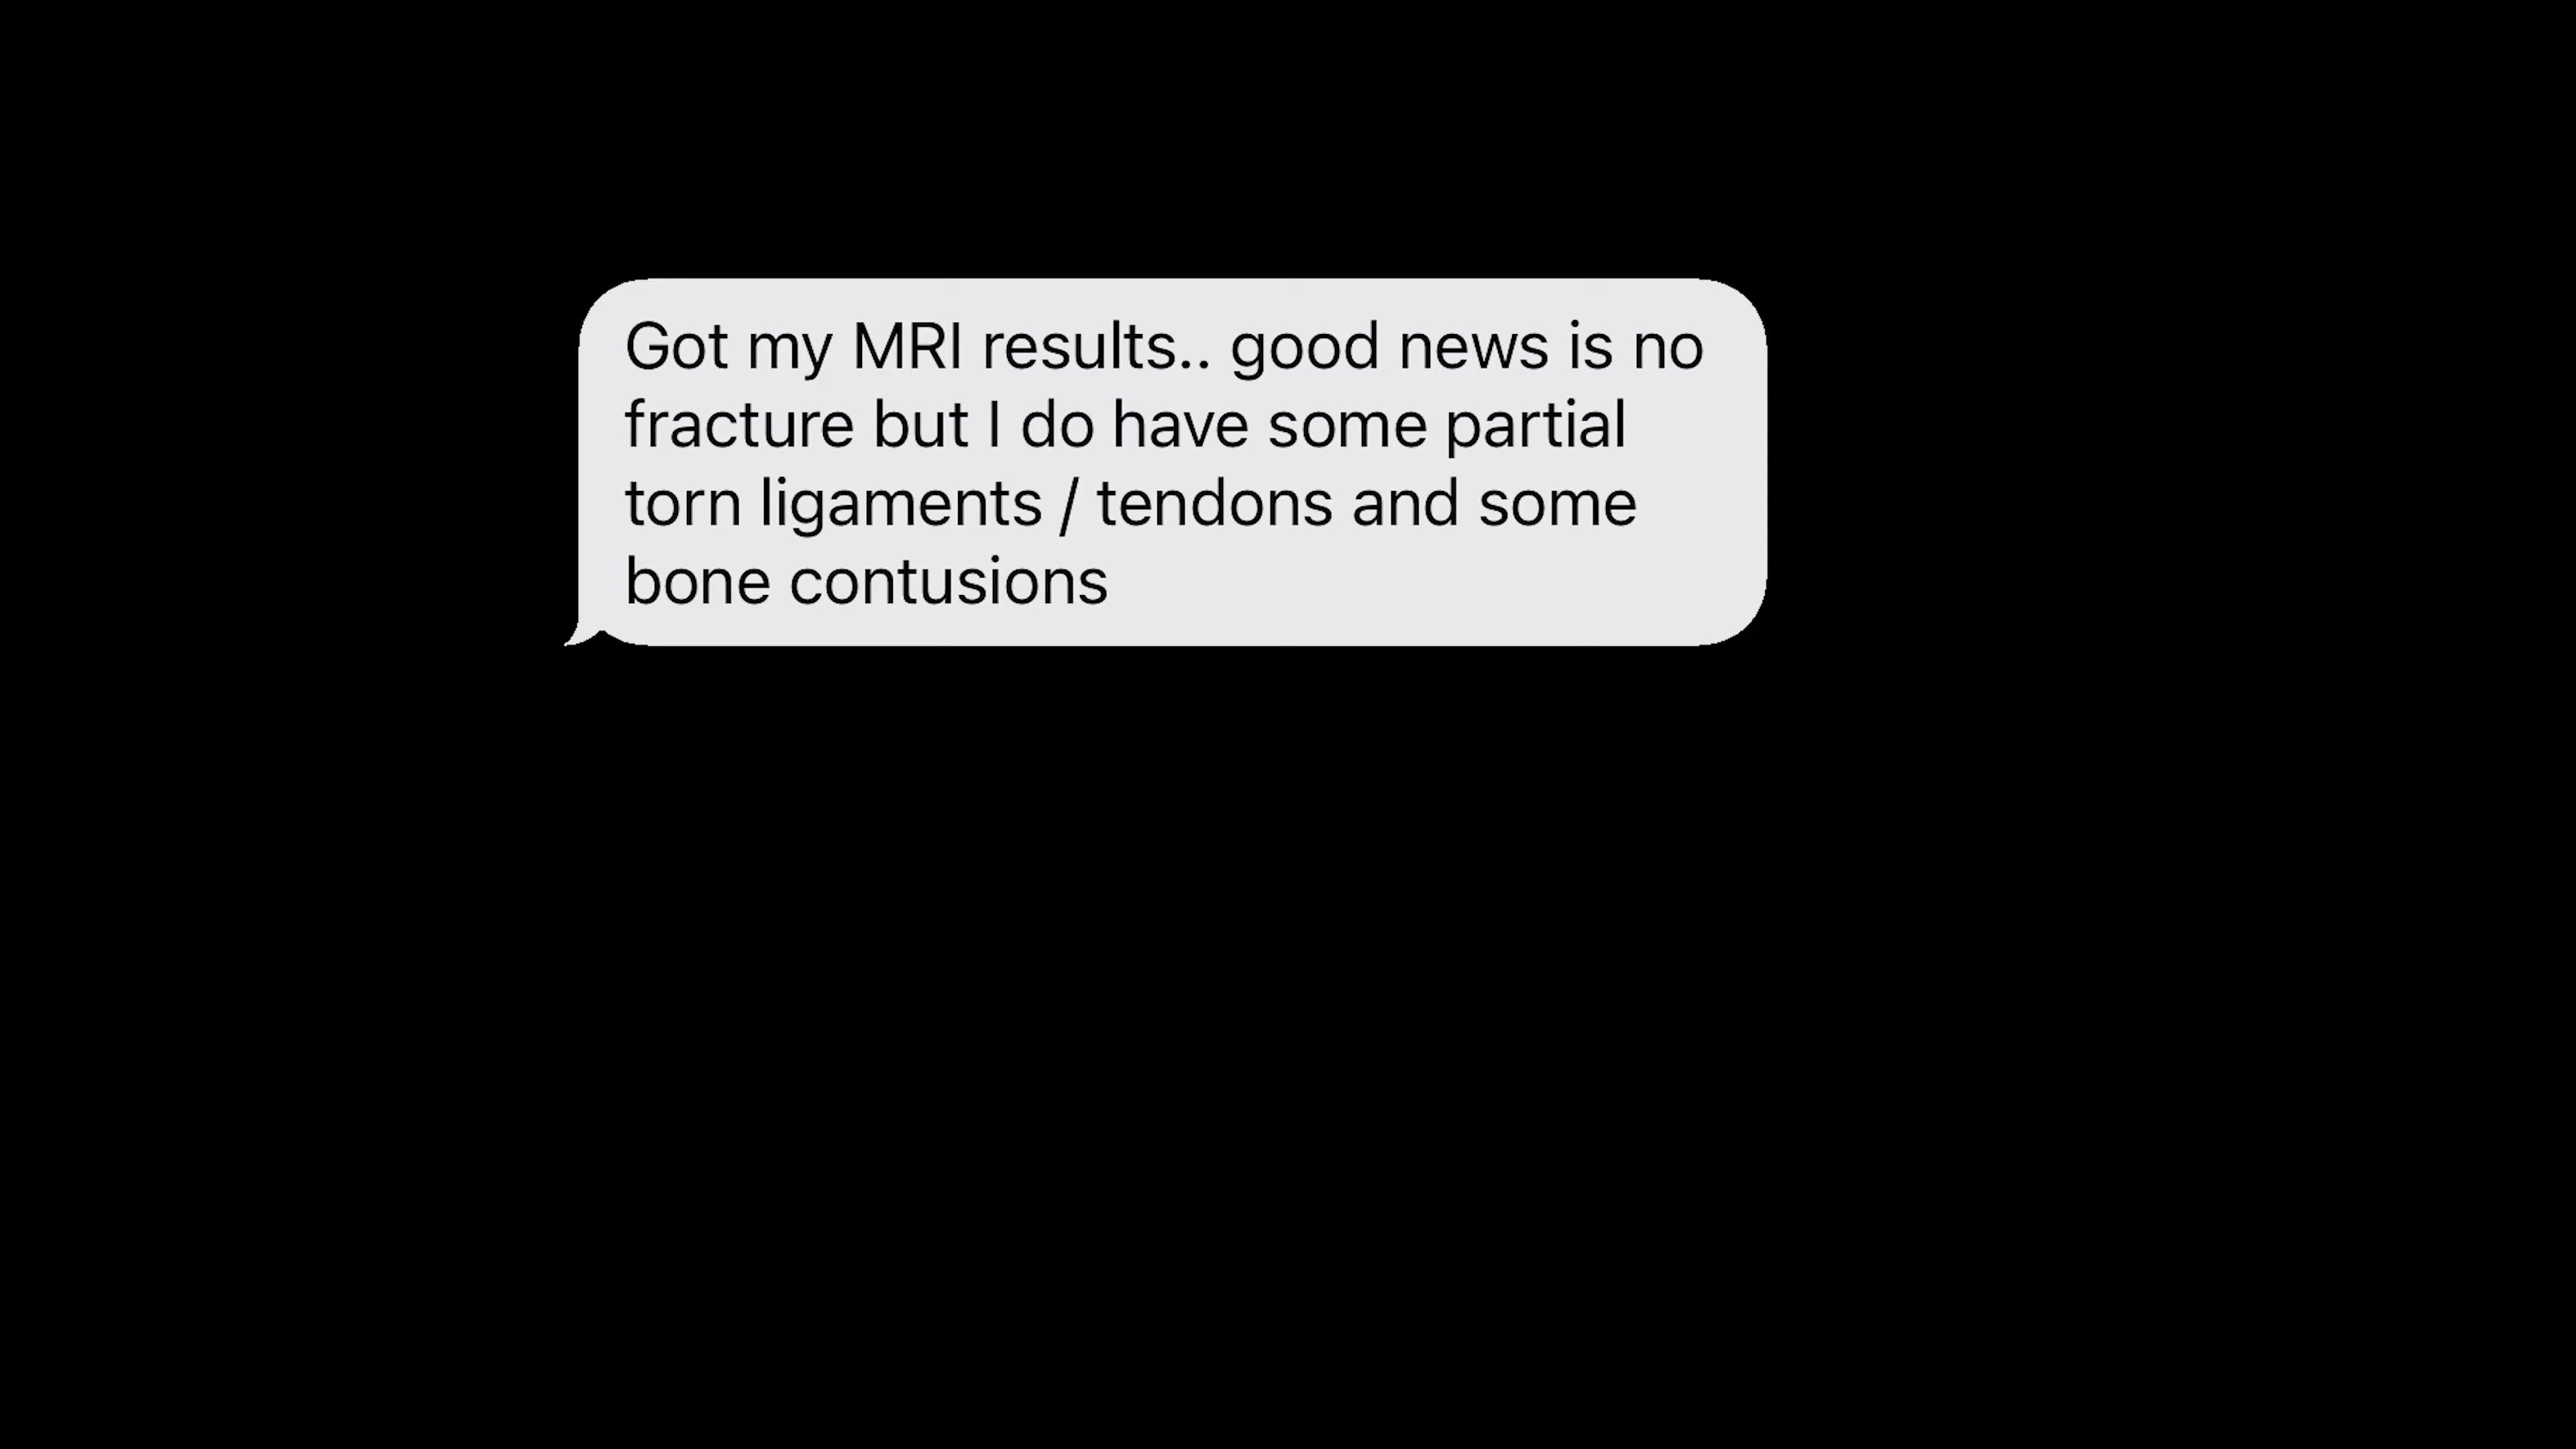 Got my MRI results.. good news is no
fracture but I do have some partial
torn ligaments / tendons and some
bone contusions